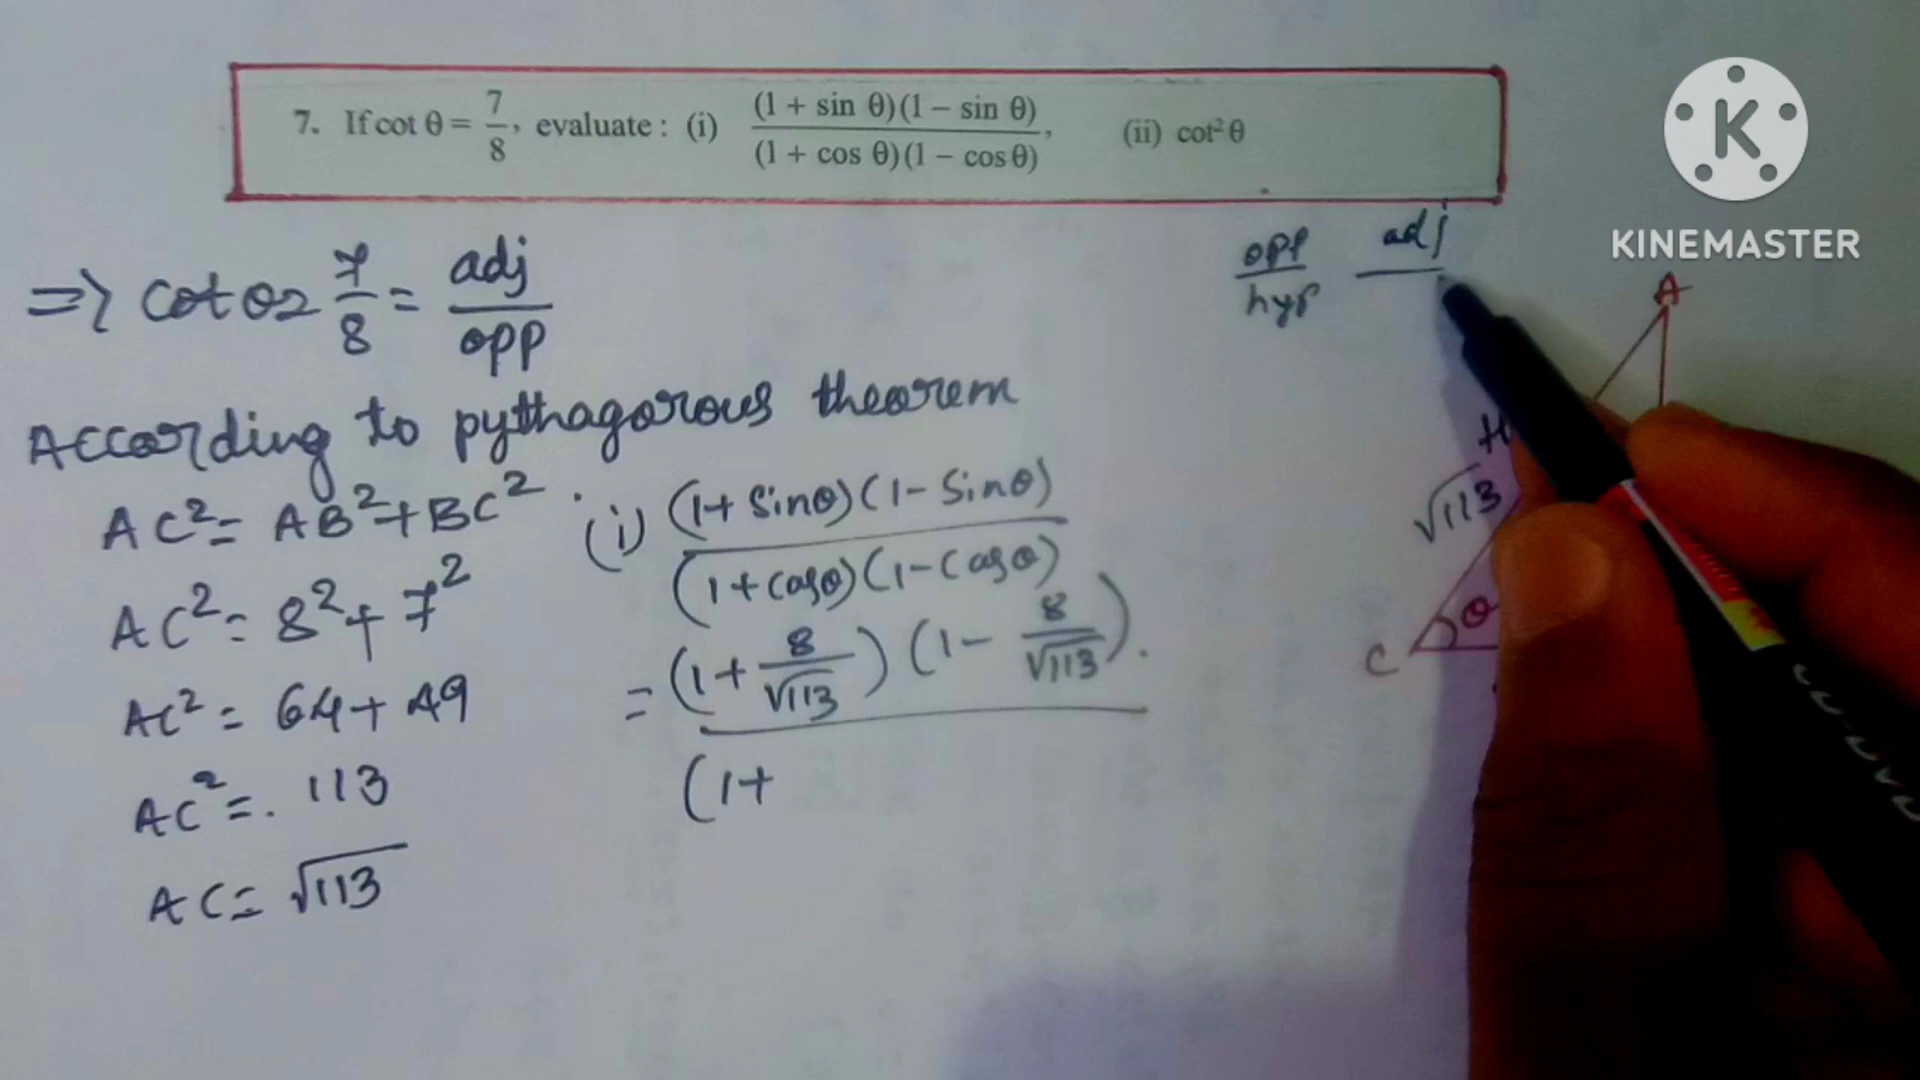 7. If cot θ = 7/8, evaluate : (i) (1 + sin θ)(1 – sin θ)/(1 + cos θ)(1 – cos θ), (ii) cot² θ
K
KINEMASTER
opp/hyp adj
⇒ cot θ = 7/8 = adj/opp
A
According to pythagorous theorem
H
√113
AC² = AB² + BC²
(i) (1 + Sinθ)(1 - Sinθ)/(1 + Cosθ)(1 - Cosθ)
AC² = 8² + 7²
θ
C
= (1 + 8/√113)(1 - 8/√113).
AC² = 64 + 49
(1+
AC² = . 113
AC = √113